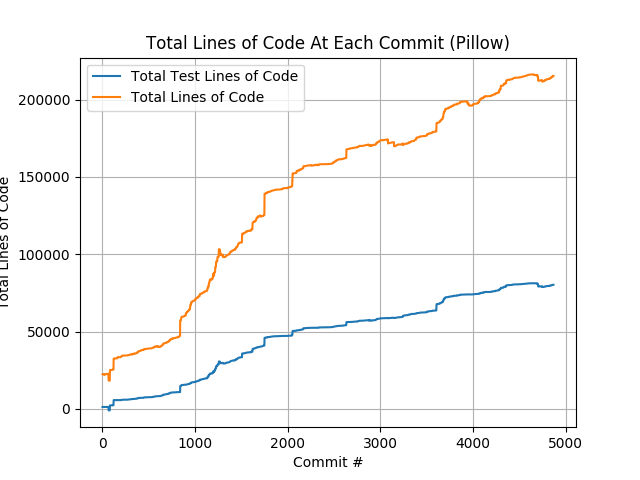 Total Lines of Code At Each Commit (Pillow)
Total Test Lines of Code
Total Lines of Code
200000
150000
100000
50000
0
Total Lines of Code
0 1000 2000 3000 4000 5000
Commit #